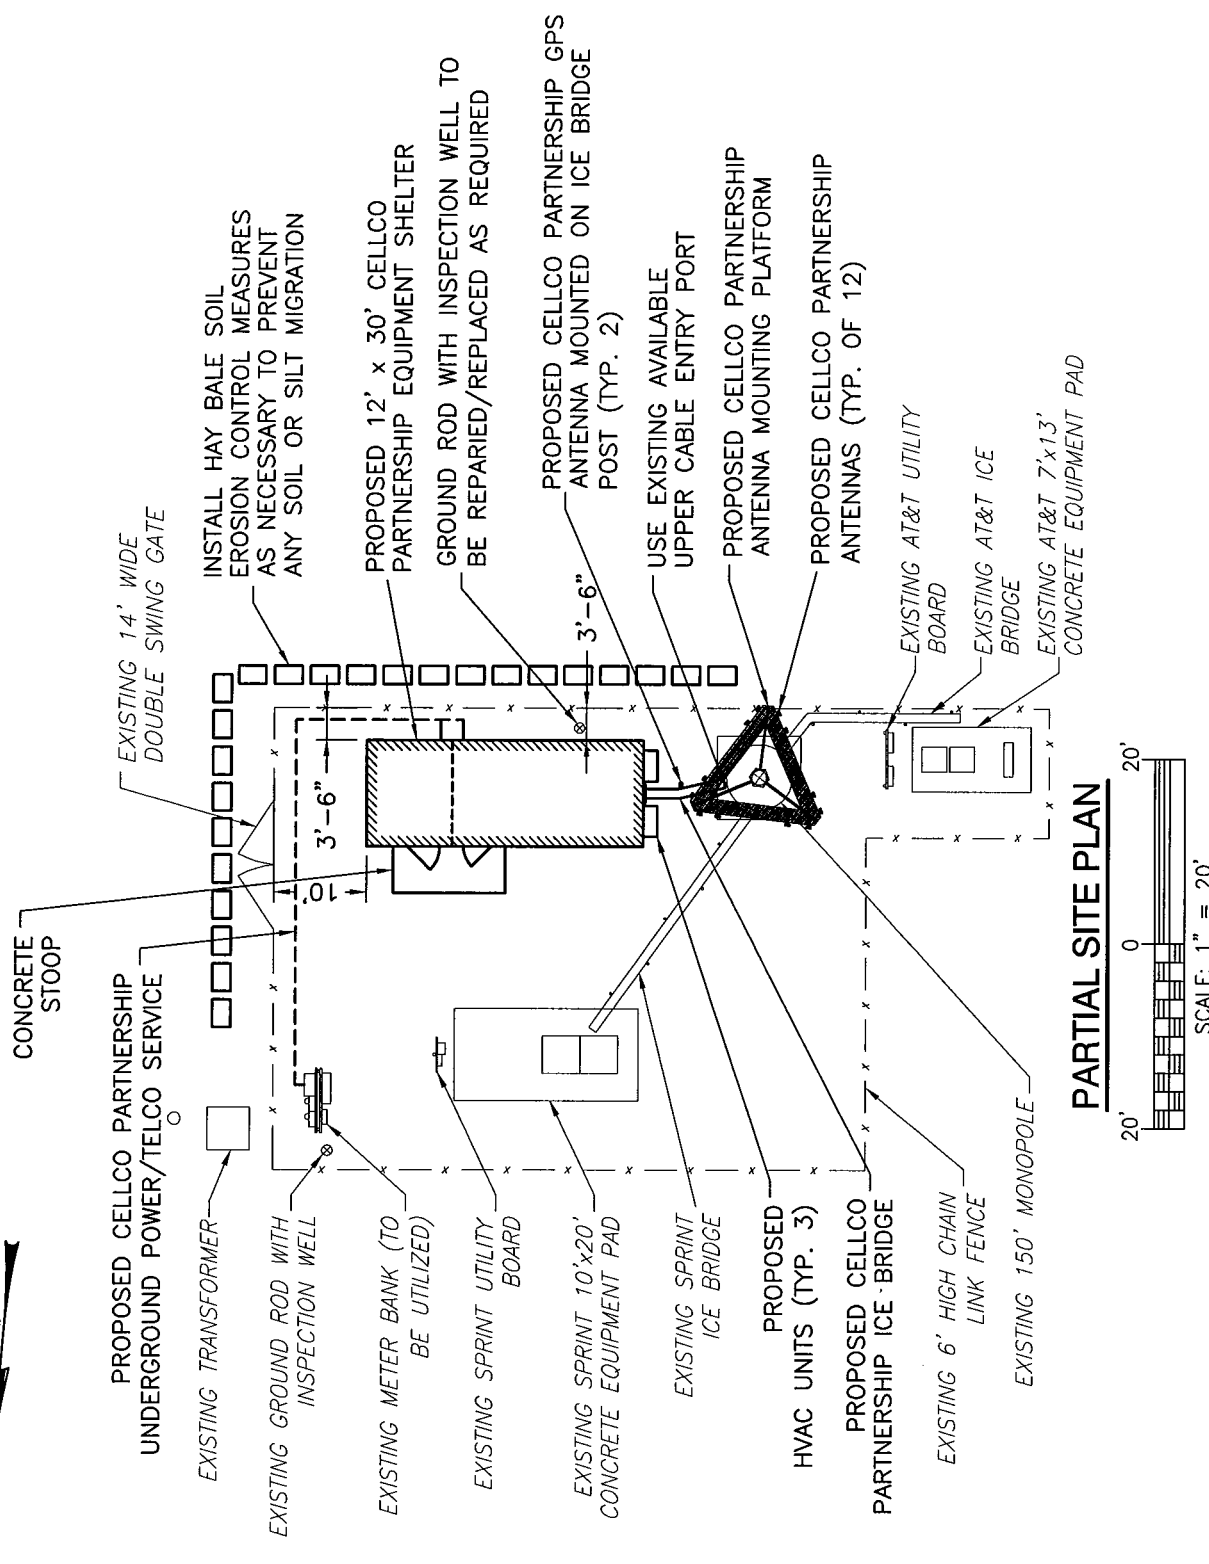 CONCRETE
STOOP
PROPOSED CELLCO PARTNERSHIP
UNDERGROUND POWER/TELCO SERVICE
EXISTING TRANSFORMER
EXISTING GROUND ROD WITH
INSPECTION WELL
EXISTING METER BANK (TO
BE UTILIZED)
EXISTING SPRINT UTILITY
BOARD
EXISTING SPRINT 10'x20'
CONCRETE EQUIPMENT PAD
EXISTING SPRINT
ICE BRIDGE
PROPOSED
HVAC UNITS (TYP. 3)
PROPOSED CELLCO
PARTNERSHIP ICE BRIDGE
EXISTING 6' HIGH CHAIN
LINK FENCE
EXISTING 150' MONOPOLE
EXISTING 14' WIDE
DOUBLE SWING GATE
INSTALL HAY BALE SOIL
EROSION CONTROL MEASURES
AS NECESSARY TO PREVENT
ANY SOIL OR SILT MIGRATION
PROPOSED 12' x 30' CELLCO
PARTNERSHIP EQUIPMENT SHELTER
GROUND ROD WITH INSPECTION WELL TO
BE REPARIED/REPLACED AS REQUIRED
PROPOSED CELLCO PARTNERSHIP GPS
ANTENNA MOUNTED ON ICE BRIDGE
POST (TYP. 2)
USE EXISTING AVAILABLE
UPPER CABLE ENTRY PORT
PROPOSED CELLCO PARTNERSHIP
ANTENNA MOUNTING PLATFORM
PROPOSED CELLCO PARTNERSHIP
ANTENNAS (TYP. OF 12)
EXISTING AT&T UTILITY
BOARD
EXISTING AT&T ICE
BRIDGE
EXISTING AT&T 7'x13'
CONCRETE EQUIPMENT PAD
3'-6"
3'-6"
10'
PARTIAL SITE PLAN
20' 0 20'
SCALE: 1" = 20'